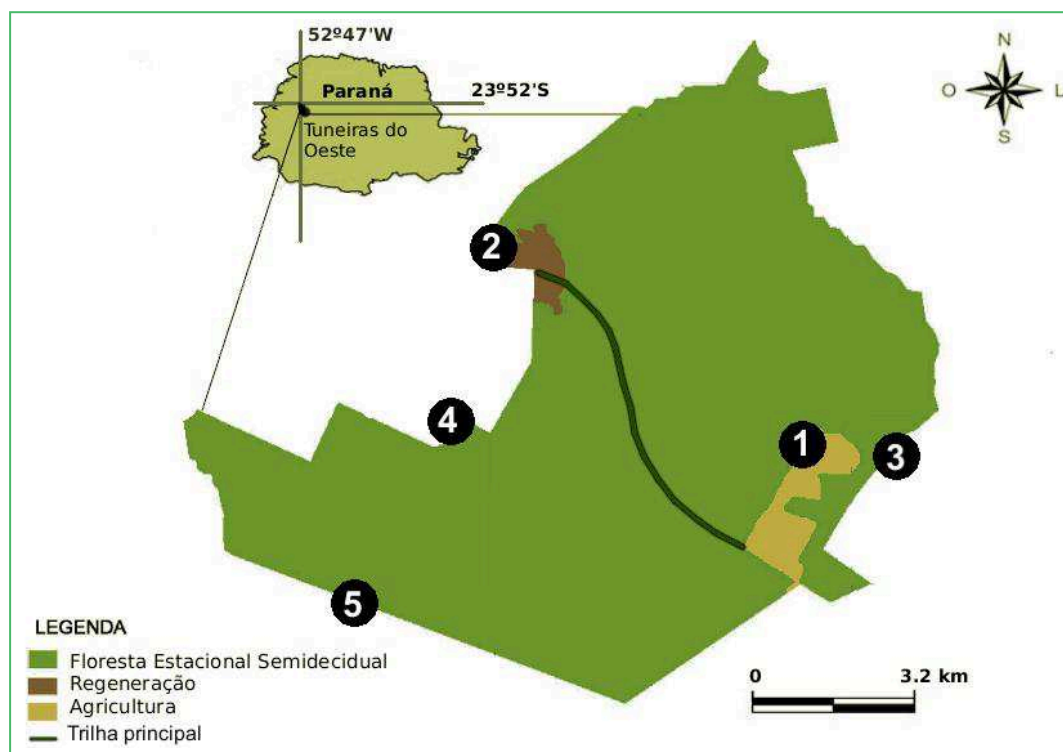 52º47'W
Paraná
23º52'S
Tuneiras do
Oeste
N
O
L
S
2
4
1
3
5
LEGENDA
Floresta Estacional Semidecidual
Regeneração
Agricultura
Trilha principal
0
3.2 km